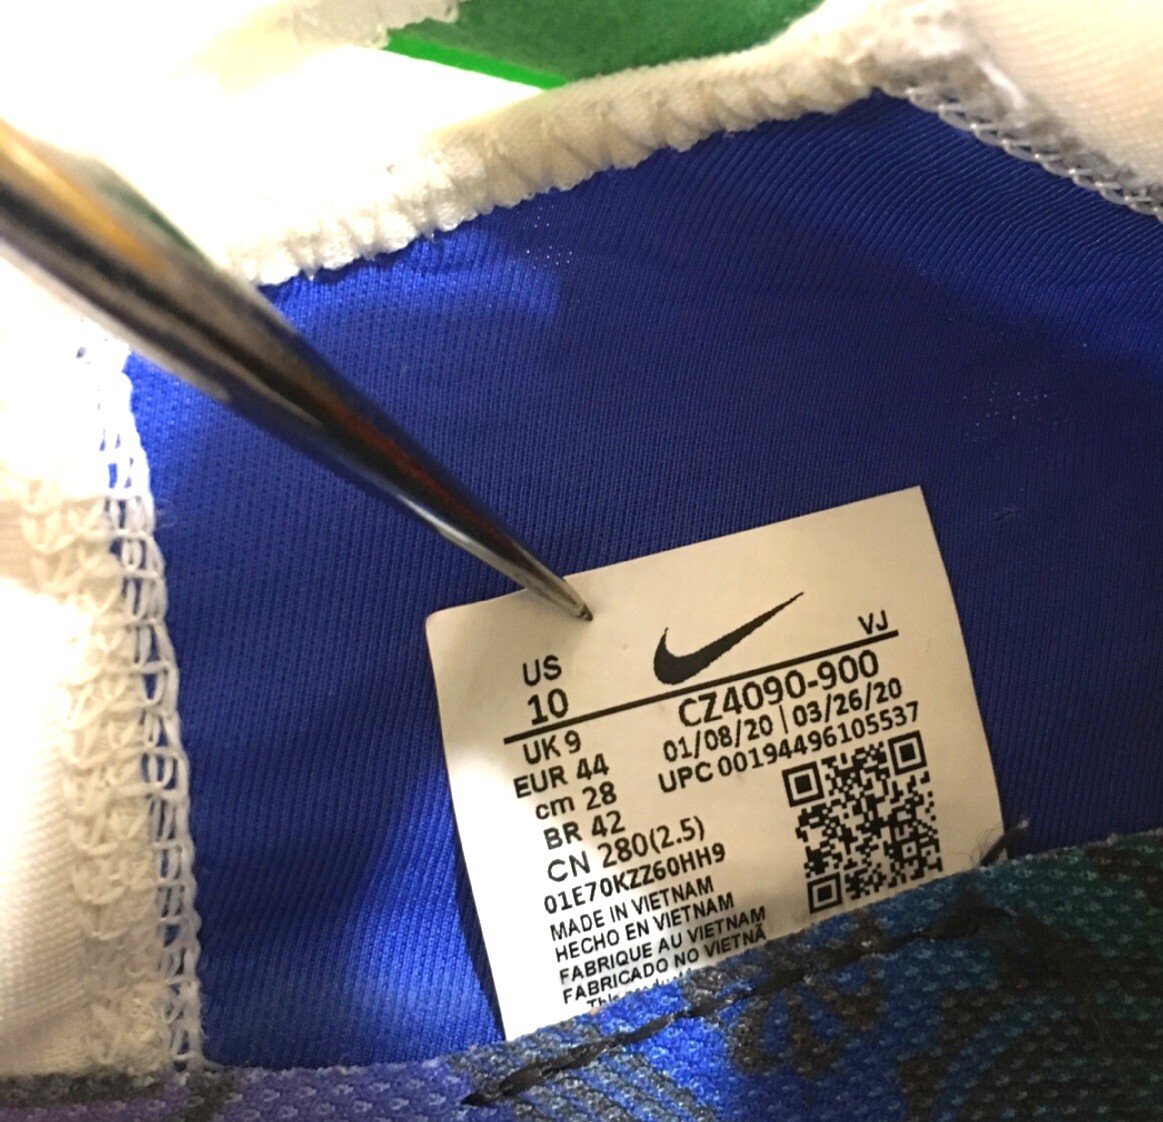 VJ
US
10
CZ4090-900
UK 9
01/08/20 | 03/26/20
EUR 44
UPC 00194496105537
cm 28
BR 42
CN 280(2.5)
01E70KZZ60HH9
MADE IN VIETNAM
HECHO EN VIETNAM
FABRIQUE AU VIETNAM
FABRICADO NO VIETNÃ
This